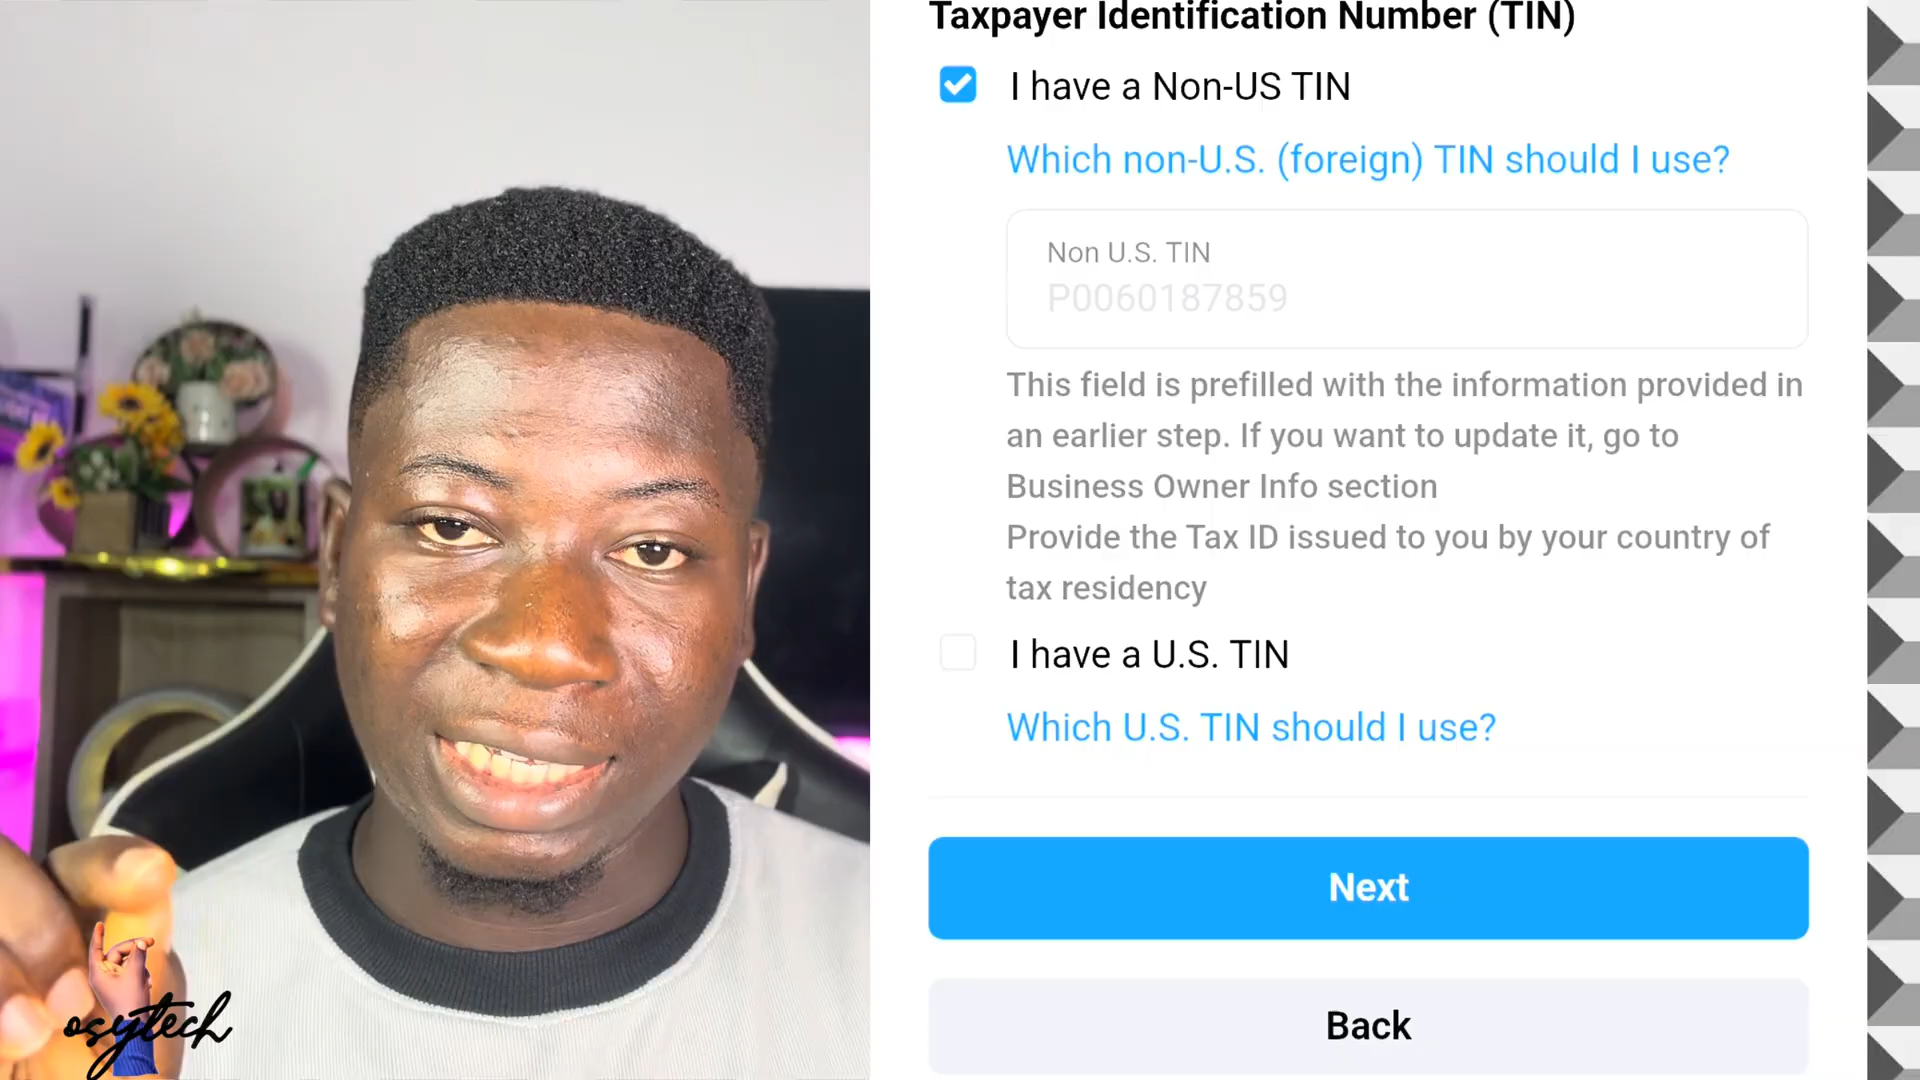 Taxpayer Identification Number (TIN)
I have a Non-US TIN
Which non-U.S. (foreign) TIN should I use?
Non U.S. TIN
P0060187859
This field is prefilled with the information provided in
an earlier step. If you want to update it, go to
Business Owner Info section
Provide the Tax ID issued to you by your country of
tax residency
I have a U.S. TIN
Which U.S. TIN should I use?
Next
Back
osytech